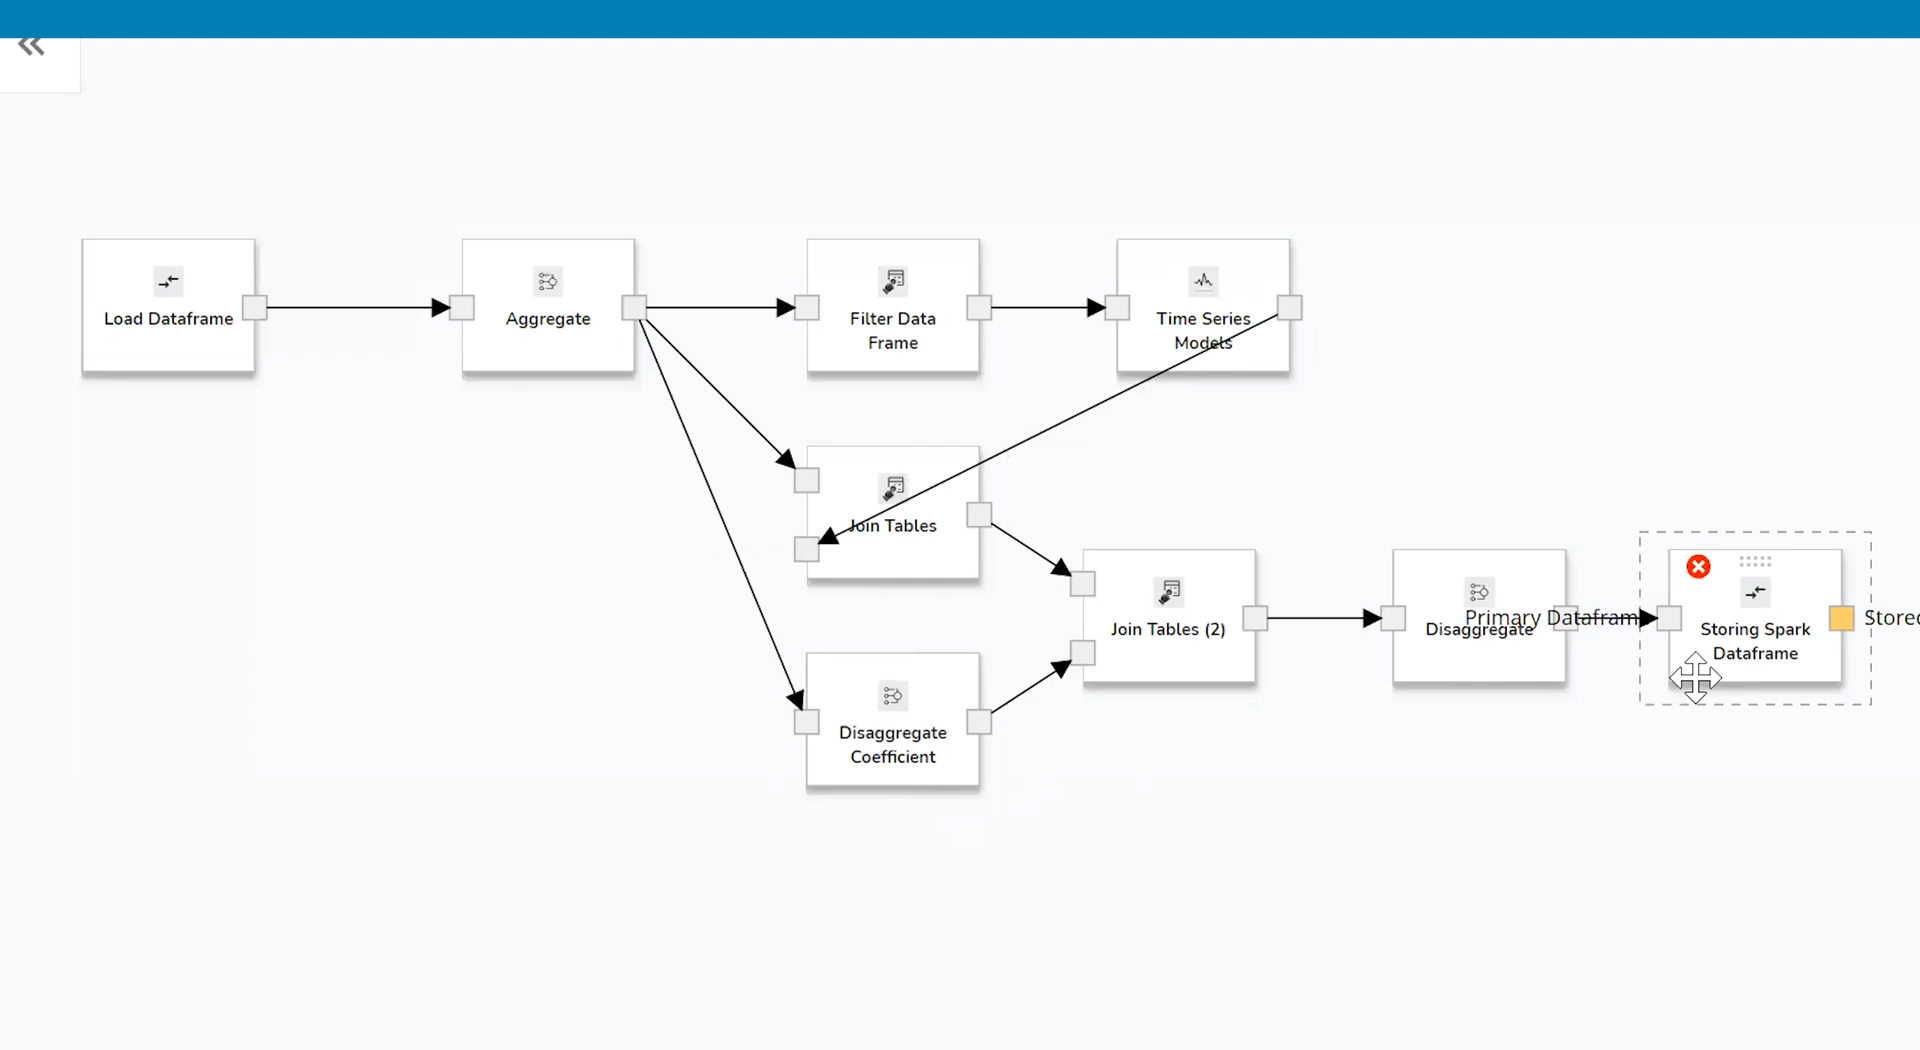 Load Dataframe
Aggregate
Filter Data
Frame
Time Series
Models
Join Tables
Join Tables (2)
Disaggregate
Primary Dataframe
Storing Spark
Dataframe
Disaggregate
Coefficient